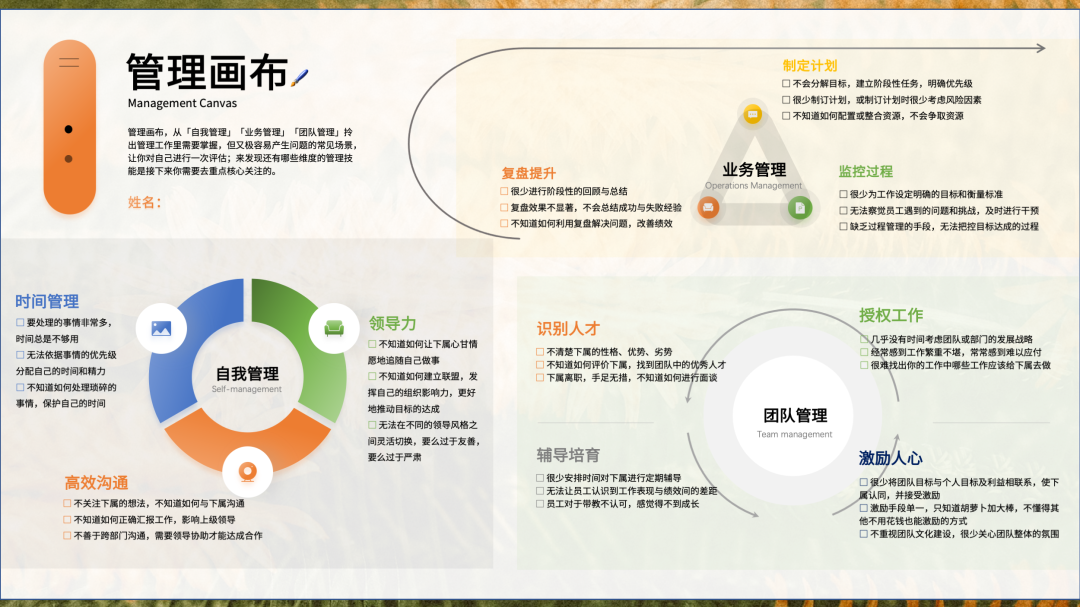 管理画布
Management Canvas
管理画布，从「自我管理」「业务管理」「团队管理」拎
出管理工作里需要掌握，但又极容易产生问题的常见场景，
让你对自己进行一次评估；来发现还有哪些维度的管理技
能是接下来你需要去重点核心关注的。
姓名：
制定计划
□ 不会分解目标，建立阶段性任务，明确优先级
□ 很少制订计划，或制订计划时很少考虑风险因素
□ 不知道如何配置或整合资源，不会争取资源
复盘提升
□ 很少进行阶段性的回顾与总结
□ 复盘效果不显著，不会总结成功与失败经验
□ 不知道如何利用复盘解决问题，改善绩效
业务管理
Operations Management
监控过程
□ 很少为工作设定明确的目标和衡量标准
□ 无法察觉员工遇到的问题和挑战，及时进行干预
□ 缺乏过程管理的手段，无法把控目标达成的过程
时间管理
□ 要处理的事情非常多，
时间总是不够用
□ 无法依据事情的优先级
分配自己的时间和精力
□ 不知道如何处理琐碎的
事情，保护自己的时间
自我管理
Self-management
领导力
□ 不知道如何让下属心甘情
愿地追随自己做事
□ 不知道如何建立联盟，发
挥自己的组织影响力，更好
地推动目标的达成
□ 无法在不同的领导风格之
间灵活切换，要么过于友善，
要么过于严肃
高效沟通
□ 不关注下属的想法，不知道如何与下属沟通
□ 不知道如何正确汇报工作，影响上级领导
□ 不善于跨部门沟通，需要领导协助才能达成合作
识别人才
□ 不清楚下属的性格、优势、劣势
□ 不知道如何评价下属，找到团队中的优秀人才
□ 下属离职，手足无措，不知道如何进行面谈
授权工作
□ 几乎没有时间考虑团队或部门的发展战略
□ 经常感到工作繁重不堪，常常感到难以应付
□ 很难找出你的工作中哪些工作应该给下属去做
团队管理
Team management
辅导培育
□ 很少安排时间对下属进行定期辅导
□ 无法让员工认识到工作表现与绩效间的差距
□ 员工对于带教不认可，感觉得不到成长
激励人心
□ 很少将团队目标与个人目标及利益相联系，使下
属认同，并接受激励
□ 激励手段单一，只知道胡萝卜加大棒，不懂得其
他不用花钱也能激励的方式
□ 不重视团队文化建设，很少关心团队整体的氛围